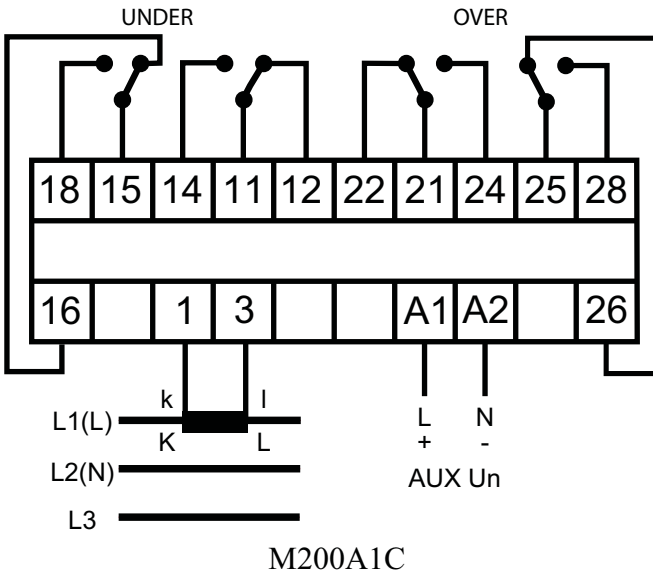 UNDER OVER
18 15 14 11 12 22 21 24 25 28
16 1 3 A1 A2 26
k l
L1(L)
K L
L N
L2(N)
+ -
AUX Un
L3
M200A1C